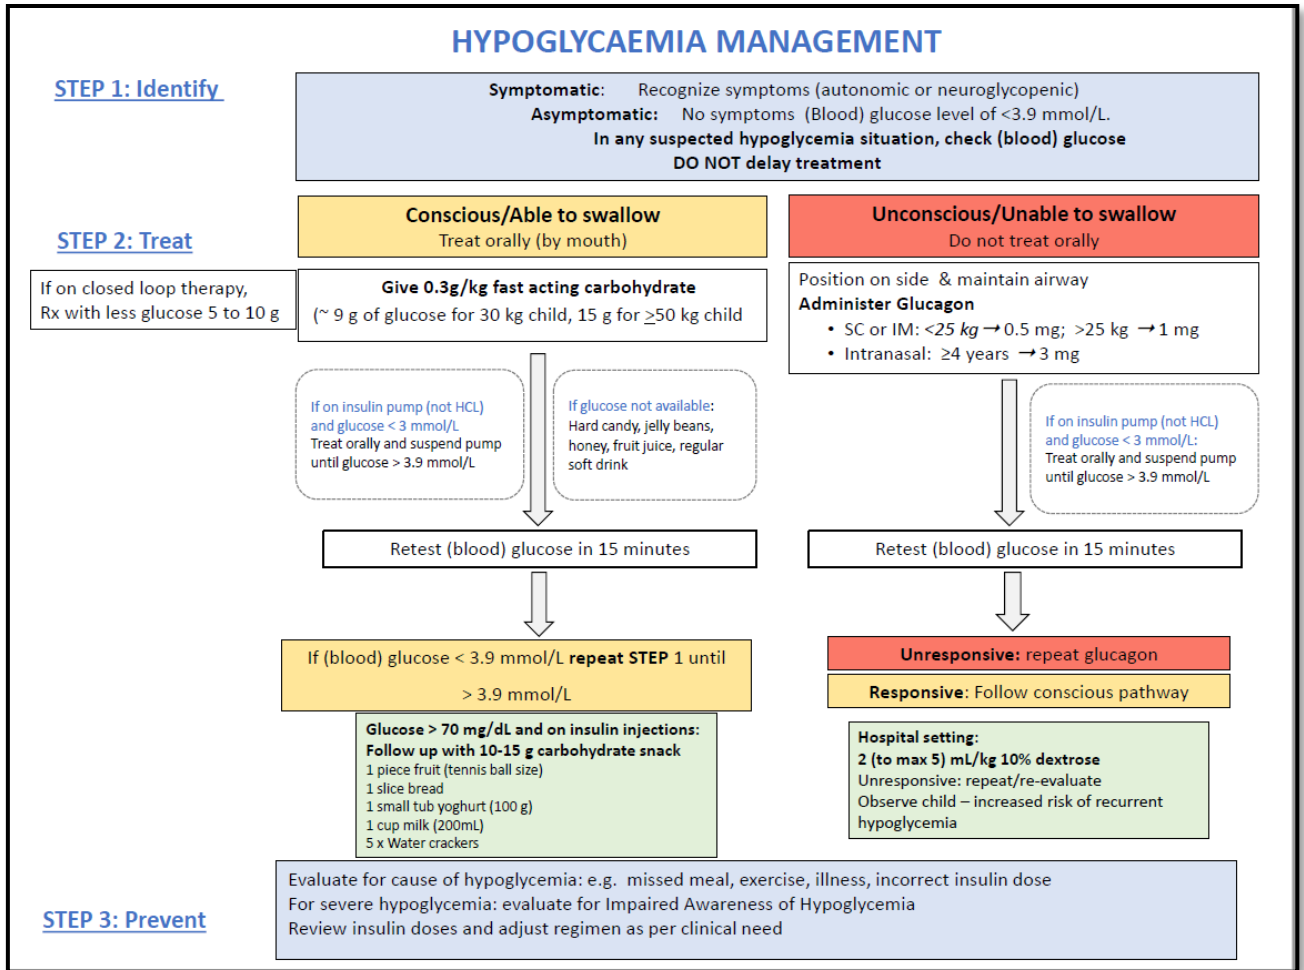 HYPOGLYCAEMIA MANAGEMENT
STEP 1: Identify
Symptomatic: Recognize symptoms (autonomic or neuroglycopenic)
Asymptomatic: No symptoms (Blood) glucose level of <3.9 mmol/L.
In any suspected hypoglycemia situation, check (blood) glucose
DO NOT delay treatment
STEP 2: Treat
Conscious/Able to swallow
Treat orally (by mouth)
Unconscious/Unable to swallow
Do not treat orally
If on closed loop therapy,
Rx with less glucose 5 to 10 g
Give 0.3g/kg fast acting carbohydrate
(~ 9 g of glucose for 30 kg child, 15 g for ≥50 kg child
Position on side & maintain airway
Administer Glucagon
• SC or IM: <25 kg → 0.5 mg; >25 kg → 1 mg
• Intranasal: ≥4 years → 3 mg
If on insulin pump (not HCL)
and glucose < 3 mmol/L
Treat orally and suspend pump
until glucose > 3.9 mmol/L
If glucose not available:
Hard candy, jelly beans,
honey, fruit juice, regular
soft drink
If on insulin pump (not HCL)
and glucose < 3 mmol/L:
Treat orally and suspend pump
until glucose > 3.9 mmol/L
Retest (blood) glucose in 15 minutes
Retest (blood) glucose in 15 minutes
If (blood) glucose < 3.9 mmol/L repeat STEP 1 until
> 3.9 mmol/L
Unresponsive: repeat glucagon
Responsive: Follow conscious pathway
Glucose > 70 mg/dL and on insulin injections:
Follow up with 10-15 g carbohydrate snack
1 piece fruit (tennis ball size)
1 slice bread
1 small tub yoghurt (100 g)
1 cup milk (200mL)
5 x Water crackers
Hospital setting:
2 (to max 5) mL/kg 10% dextrose
Unresponsive: repeat/re-evaluate
Observe child – increased risk of recurrent
hypoglycemia
STEP 3: Prevent
Evaluate for cause of hypoglycemia: e.g. missed meal, exercise, illness, incorrect insulin dose
For severe hypoglycemia: evaluate for Impaired Awareness of Hypoglycemia
Review insulin doses and adjust regimen as per clinical need